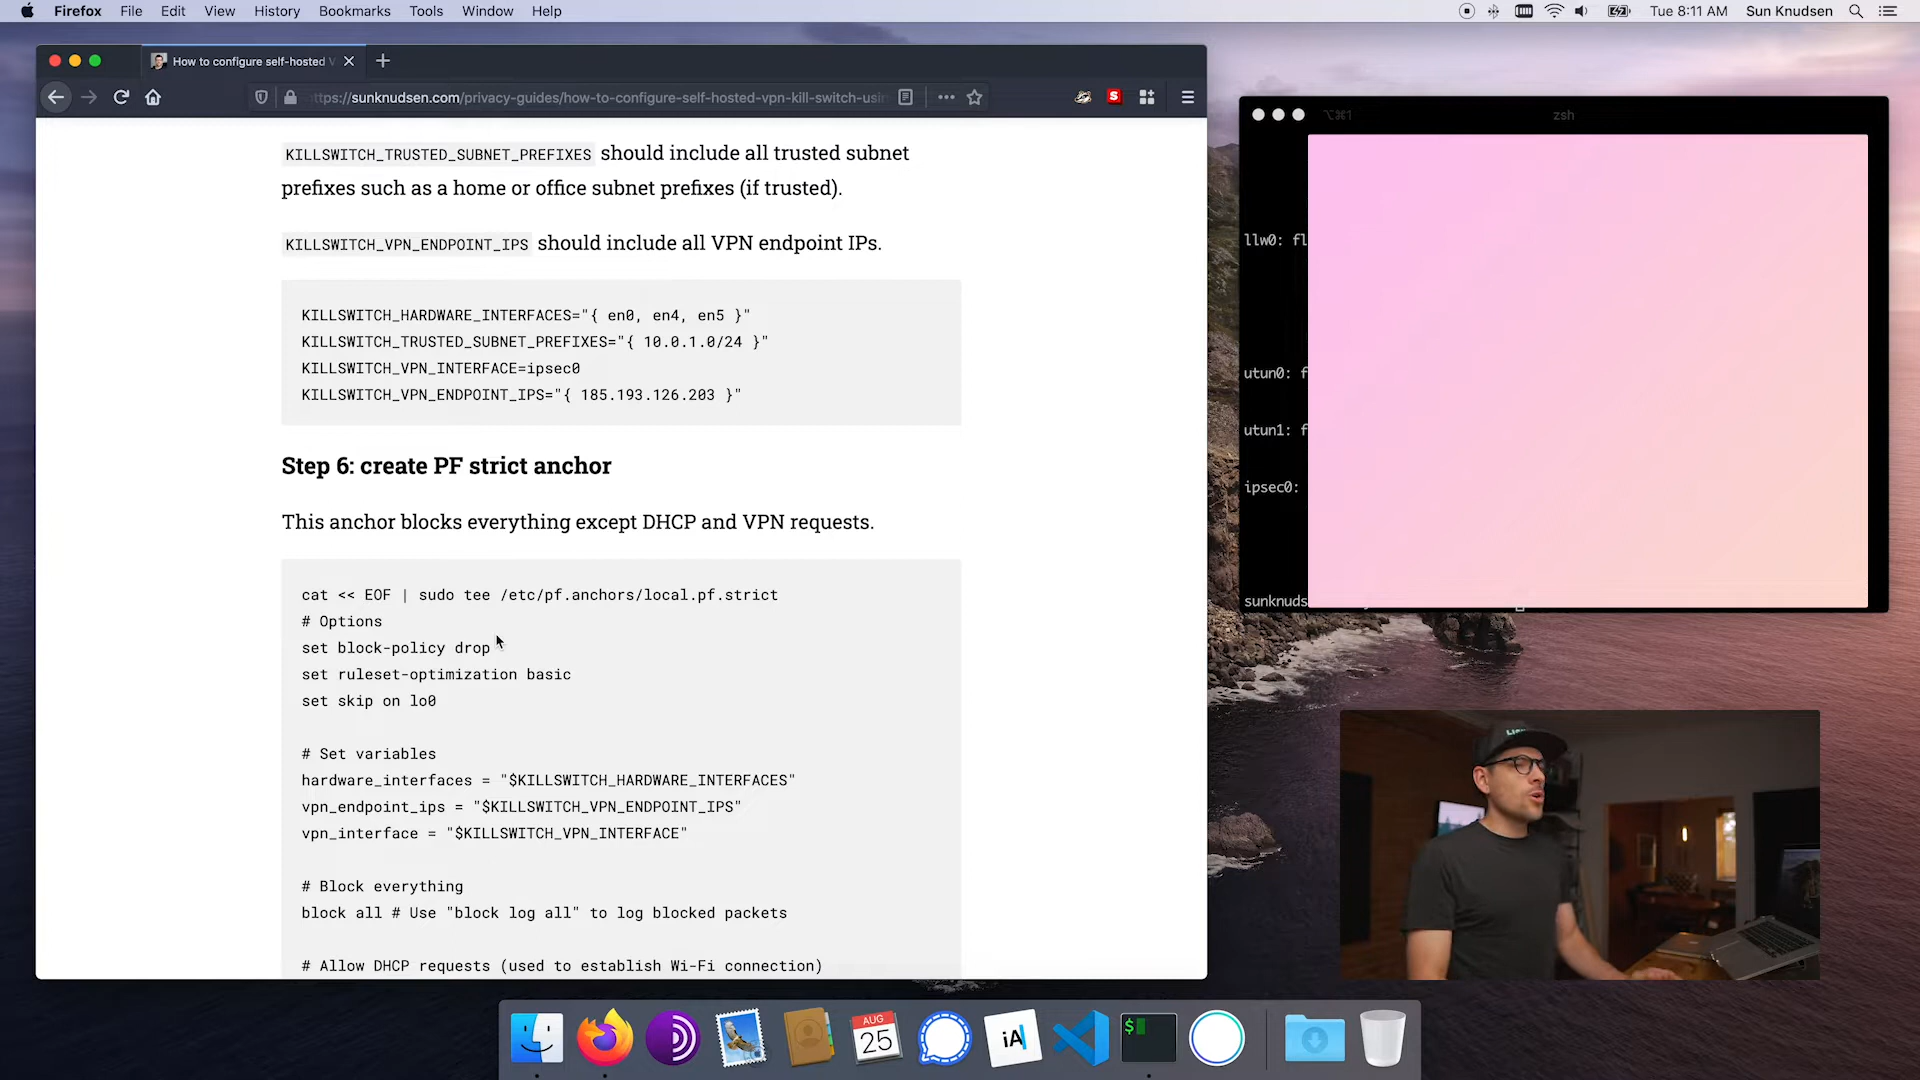 Firefox File Edit View History Bookmarks Tools Window Help
Tue 8:11 AM Sun Knudsen
How to configure self-hosted V
https://sunknudsen.com/privacy-guides/how-to-configure-self-hosted-vpn-kill-switch-usin
KILLSWITCH_TRUSTED_SUBNET_PREFIXES should include all trusted subnet
prefixes such as a home or office subnet prefixes (if trusted).
KILLSWITCH_VPN_ENDPOINT_IPS should include all VPN endpoint IPs.
KILLSWITCH_HARDWARE_INTERFACES="{ en0, en4, en5 }"
KILLSWITCH_TRUSTED_SUBNET_PREFIXES="{ 10.0.1.0/24 }"
KILLSWITCH_VPN_INTERFACE=ipsec0
KILLSWITCH_VPN_ENDPOINT_IPS="{ 185.193.126.203 }"
Step 6: create PF strict anchor
This anchor blocks everything except DHCP and VPN requests.
cat << EOF | sudo tee /etc/pf.anchors/local.pf.strict
# Options
set block-policy drop
set ruleset-optimization basic
set skip on lo0
# Set variables
hardware_interfaces = "$KILLSWITCH_HARDWARE_INTERFACES"
vpn_endpoint_ips = "$KILLSWITCH_VPN_ENDPOINT_IPS"
vpn_interface = "$KILLSWITCH_VPN_INTERFACE"
# Block everything
block all # Use "block log all" to log blocked packets
# Allow DHCP requests (used to establish Wi-Fi connection)
⌥⌘1 zsh
llw0: fl
utun0: f
utun1: f
ipsec0:
sunknuds
AUG
25
iA
$
S